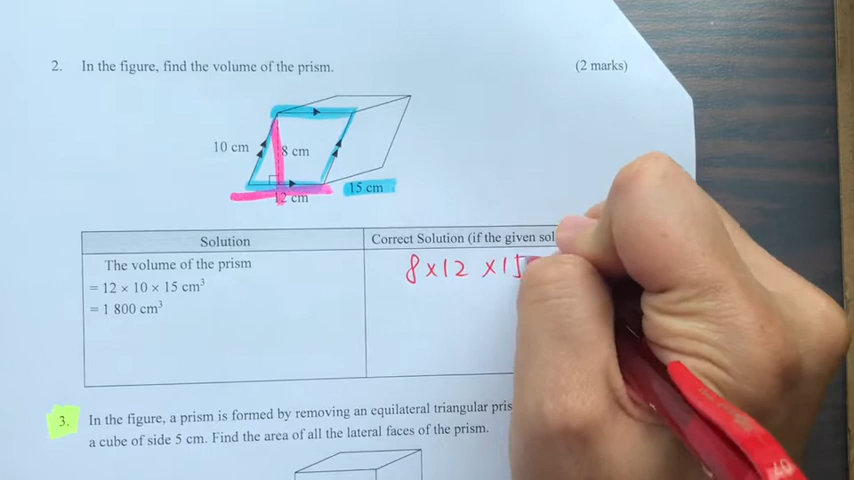 2. In the figure, find the volume of the prism. (2 marks)
10 cm
8 cm
12 cm
15 cm
Solution
Correct Solution (if the given sol
The volume of the prism
= 12 × 10 × 15 cm³
= 1 800 cm³
8 × 12 × 15
3. In the figure, a prism is formed by removing an equilateral triangular pris
a cube of side 5 cm. Find the area of all the lateral faces of the prism.